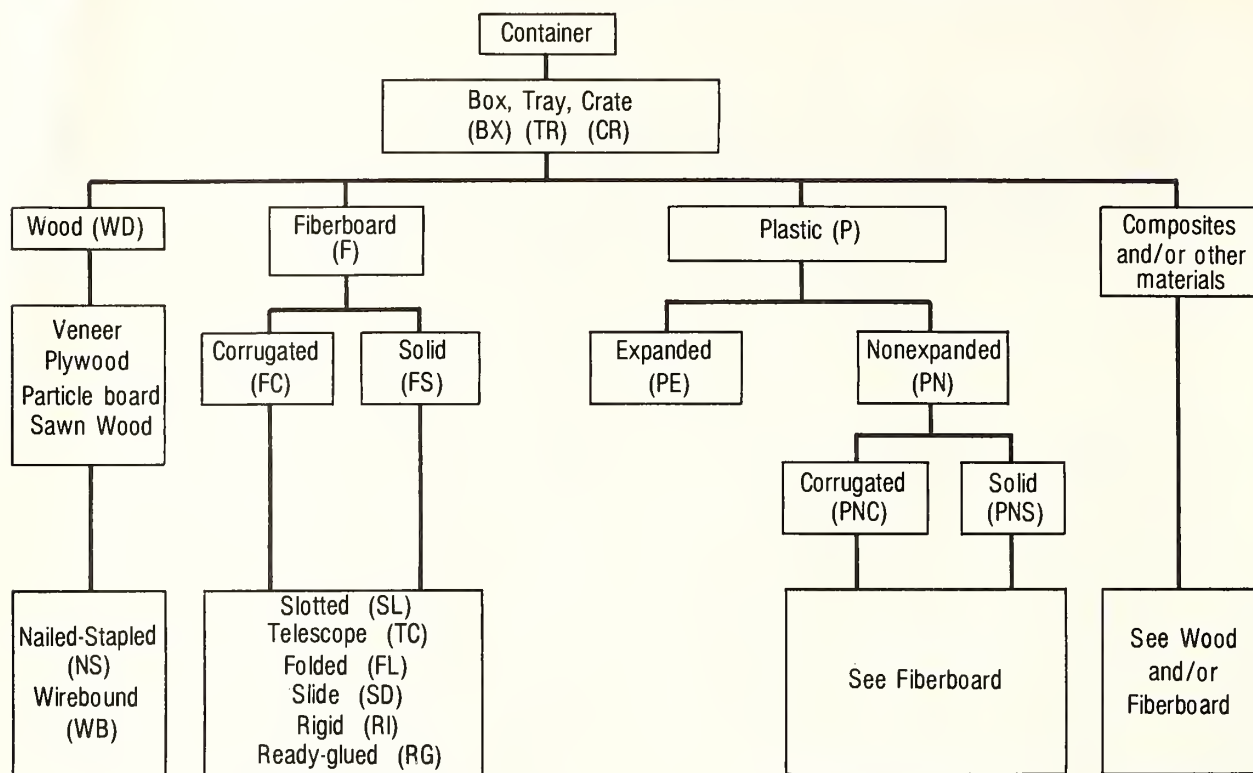 Container
Box, Tray, Crate
(BX) (TR) (CR)
Wood (WD)
Fiberboard
(F)
Plastic (P)
Composites
and/or other
materials
Veneer
Plywood
Particle board
Sawn Wood
Corrugated
(FC)
Solid
(FS)
Expanded
(PE)
Nonexpanded
(PN)
Corrugated
(PNC)
Solid
(PNS)
Nailed-Stapled
(NS)
Wirebound
(WB)
Slotted (SL)
Telescope (TC)
Folded (FL)
Slide (SD)
Rigid (RI)
Ready-glued (RG)
See Fiberboard
See Wood
and/or
Fiberboard